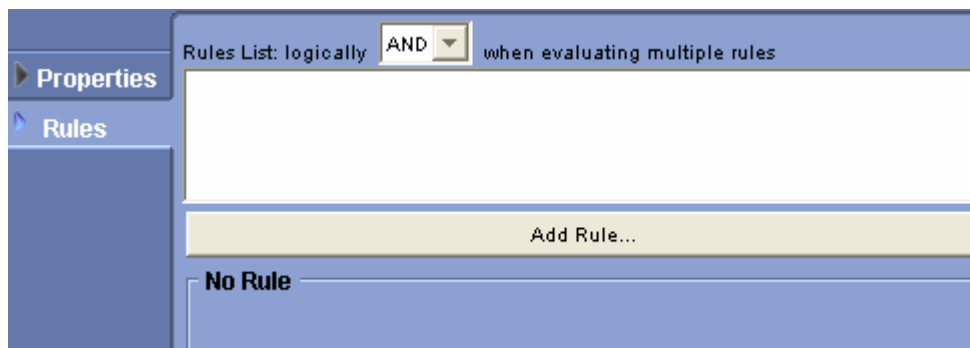 Rules List: logically AND when evaluating multiple rules
Properties
Rules
Add Rule...
No Rule